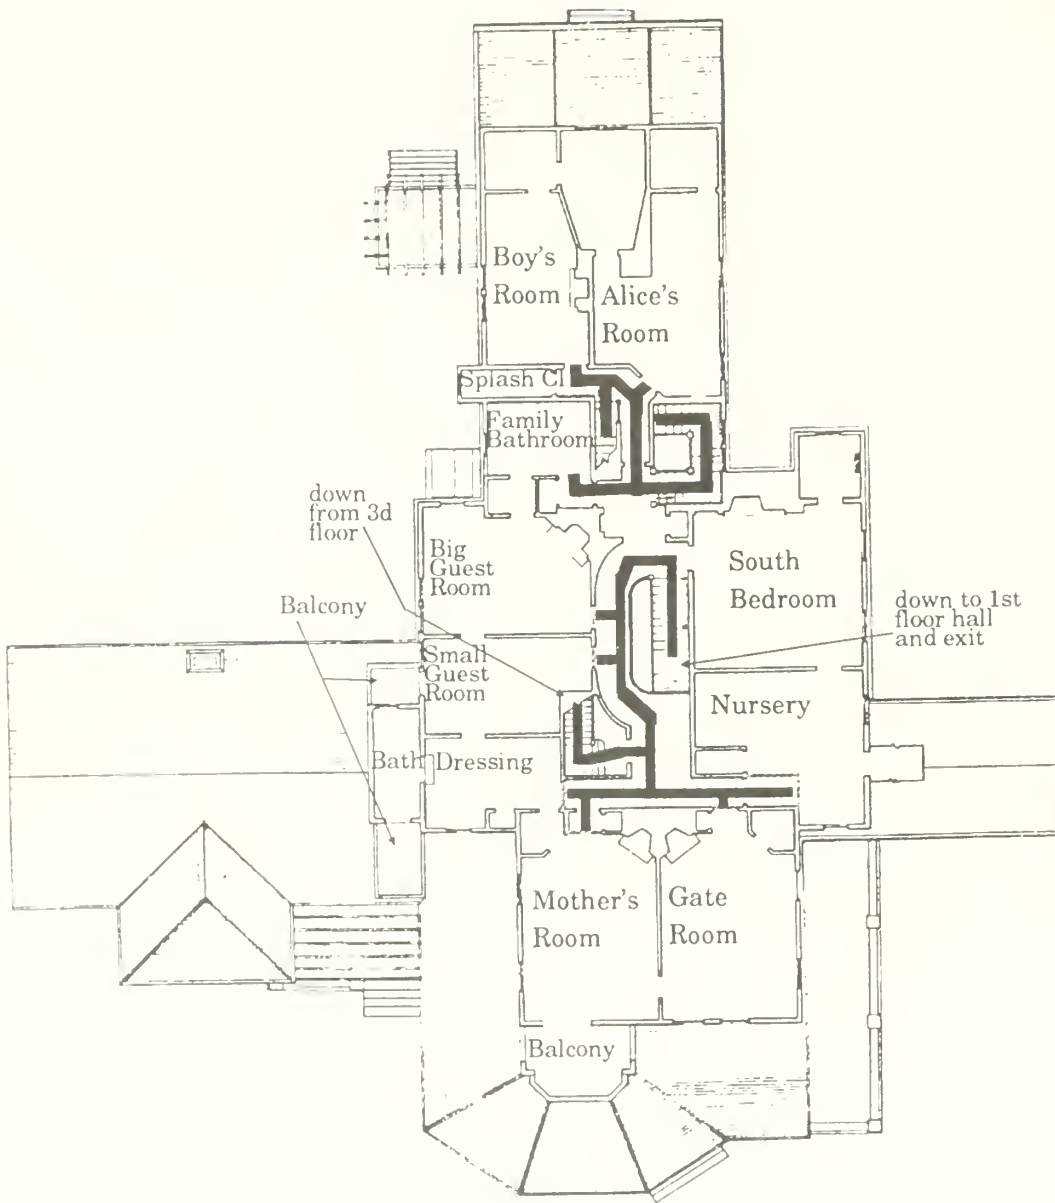 Boy's
Room
Alice's
Room
Splash Cl
Family
Bathroom
down
from 3d
floor
Big
Guest
Room
South
Bedroom
Balcony
down to 1st
floor hall
and exit
Small
Guest
Room
Nursery
Bath
Dressing
Mother's
Room
Gate
Room
Balcony